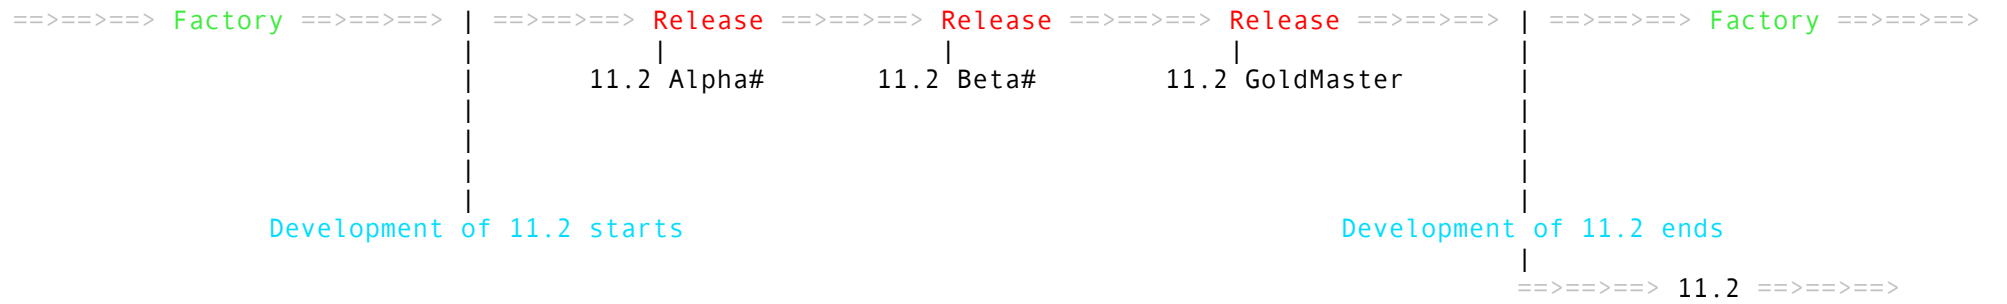 ==>==>==> Factory ==>==>==> | ==>==>==> Release ==>==>==> Release ==>==>==> Release ==>==>==> | ==>==>==> Factory ==>==>==>
11.2 Alpha# 11.2 Beta# 11.2 GoldMaster
Development of 11.2 starts Development of 11.2 ends
==>==>==> 11.2 ==>==>==>